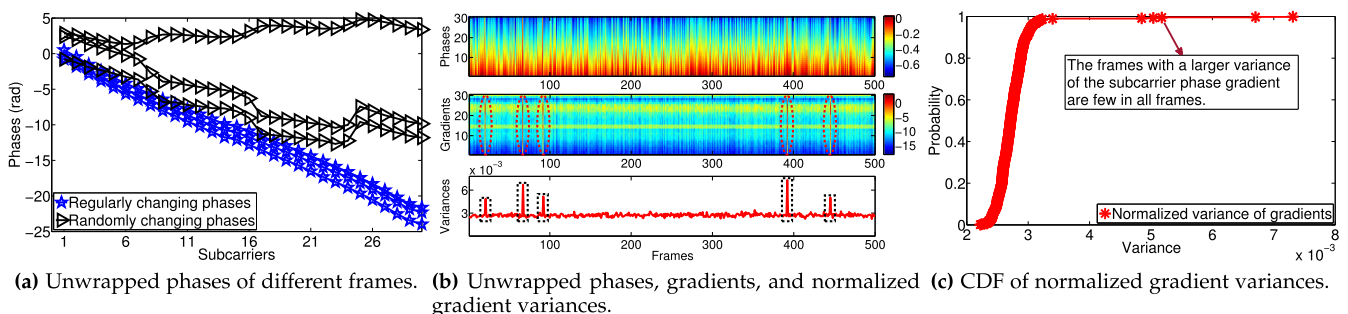 5
0
−5
−10
−15
−20
−25
Phases (rad)
1 6 11 16 21 26
Subcarriers
Regularly changing phases
Randomly changing phases
(a) Unwrapped phases of different frames.
Phases
30
20
10
100 200 300 400 500
0
−0.2
−0.4
−0.6
Gradients
30
20
10
100 200 300 400 500
0
−5
−10
−15
x 10⁻³
Variances
6
3
100 200 300 400 500
Frames
(b) Unwrapped phases, gradients, and normalized
gradient variances.
1
0.8
0.6
0.4
0.2
0
Probability
The frames with a larger variance
of the subcarrier phase gradient
are few in all frames.
Normalized variance of gradients
2 3 4 5 6 7 8
Variance
x 10⁻³
(c) CDF of normalized gradient variances.